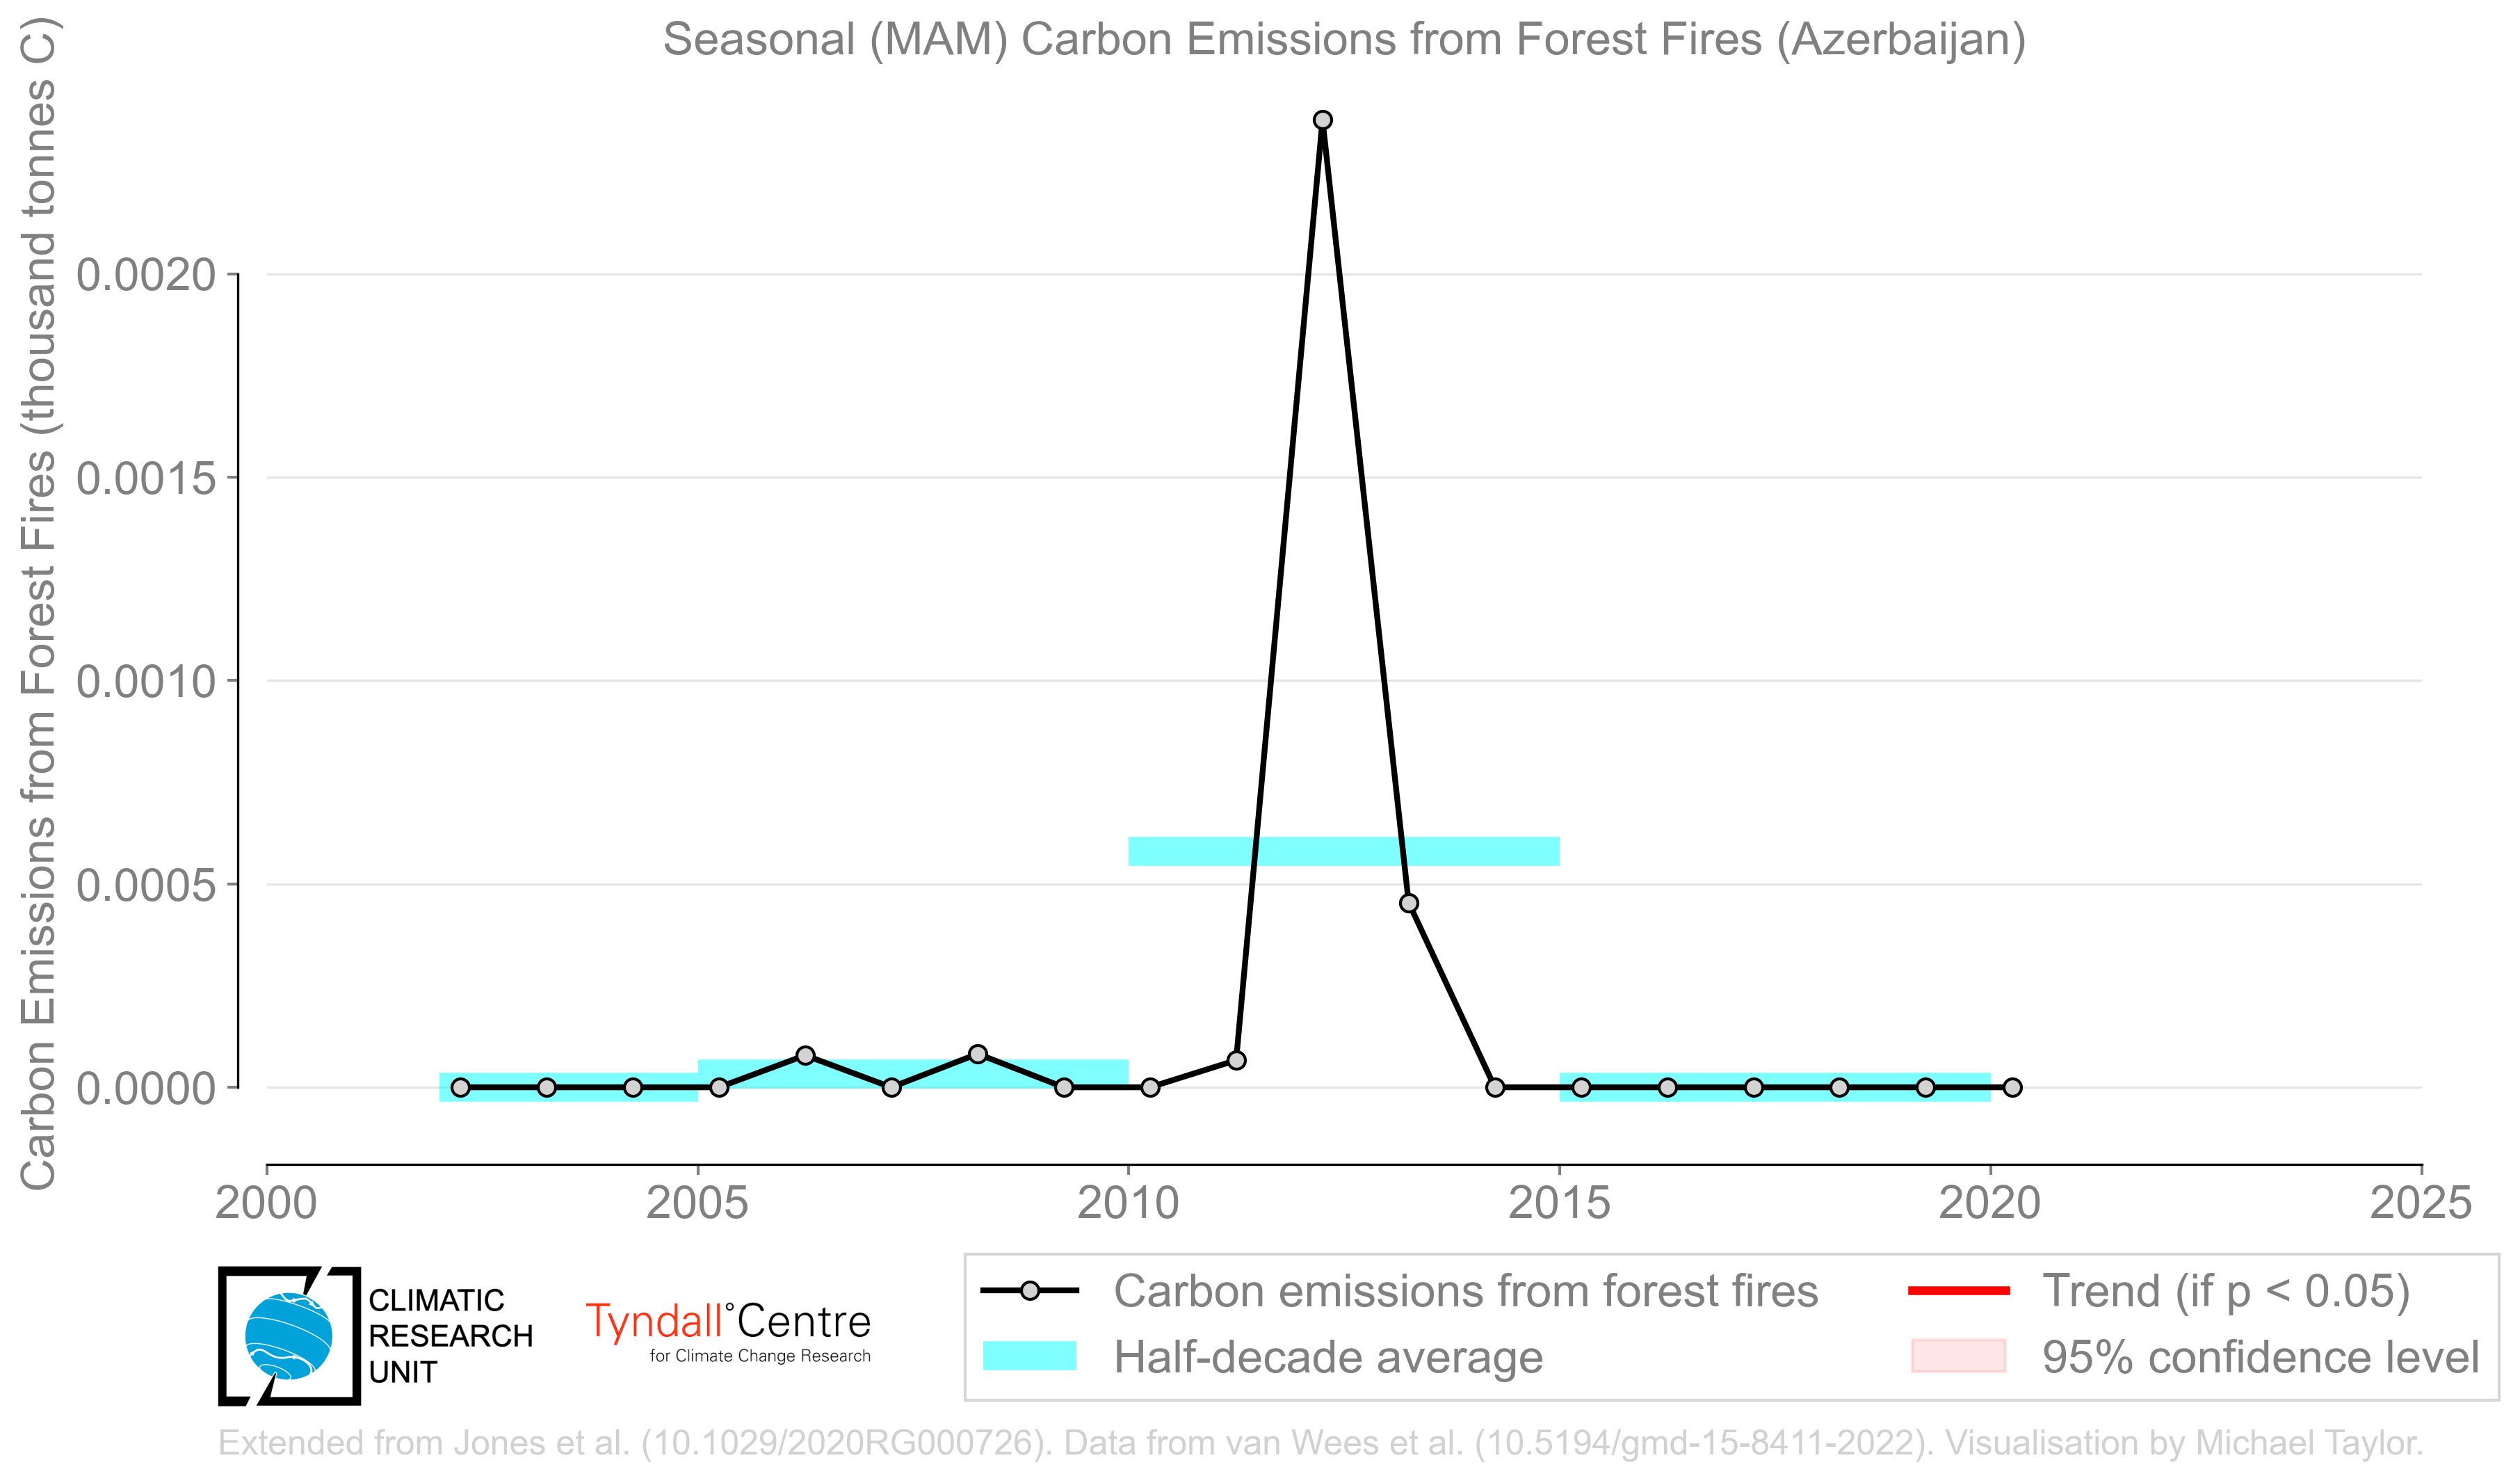 Seasonal (MAM) Carbon Emissions from Forest Fires (Azerbaijan)
Carbon Emissions from Forest Fires (thousand tonnes C)
0.0020
0.0015
0.0010
0.0005
0.0000
2000 2005 2010 2015 2020 2025
CLIMATIC
RESEARCH
UNIT
Tyndall°Centre
for Climate Change Research
Carbon emissions from forest fires
Half-decade average
Trend (if p < 0.05)
95% confidence level
Extended from Jones et al. (10.1029/2020RG000726). Data from van Wees et al. (10.5194/gmd-15-8411-2022). Visualisation by Michael Taylor.